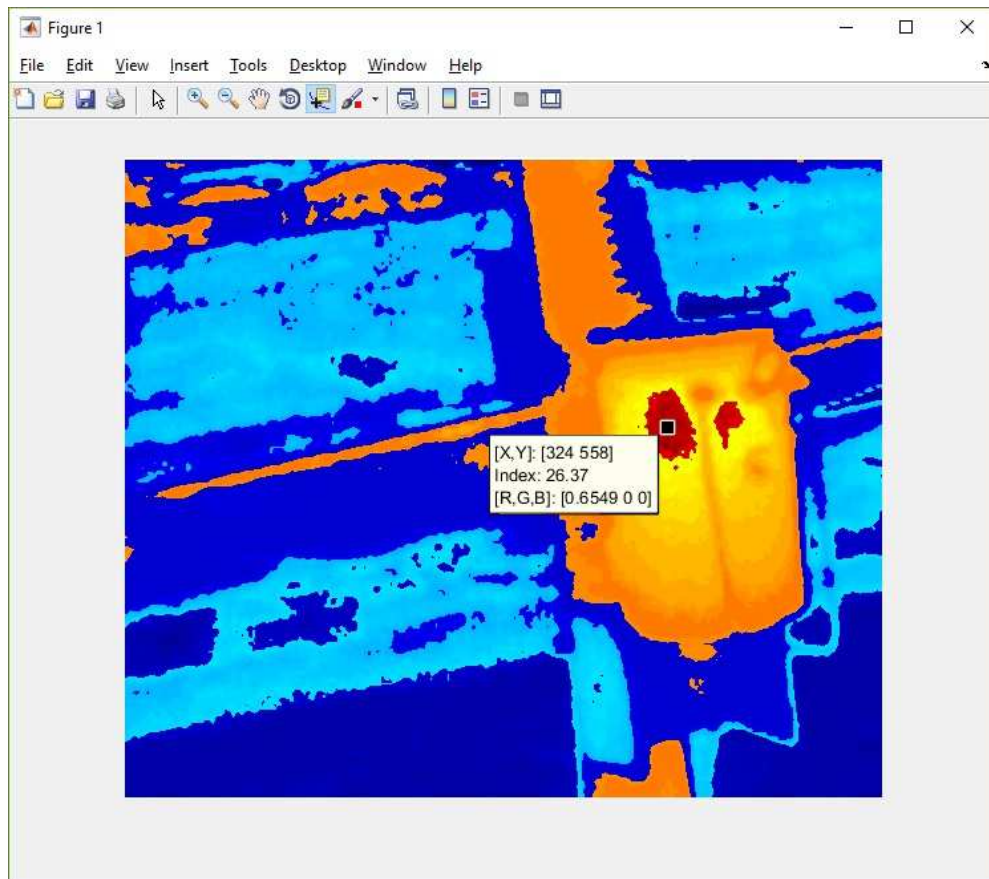 Figure 1
File Edit View Insert Tools Desktop Window Help
[X,Y]: [324 558]
Index: 26.37
[R,G,B]: [0.6549 0 0]